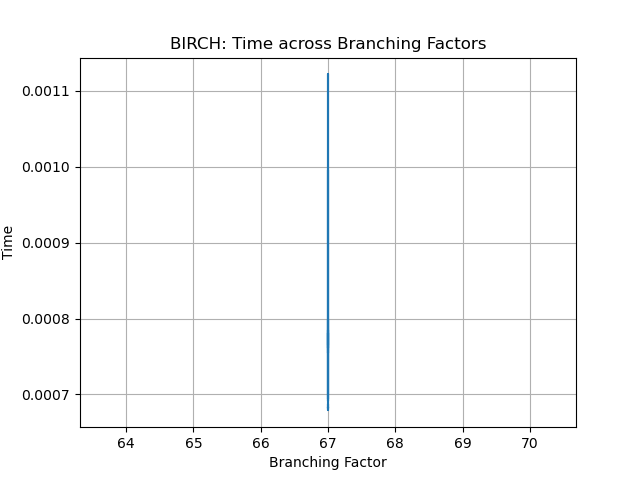 BIRCH: Time across Branching Factors
0.0011
0.0010
0.0009
0.0008
0.0007
Time
64 65 66 67 68 69 70
Branching Factor